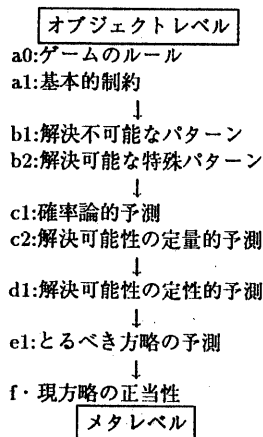 オブジェクトレベル
a0:ゲームのルール
a1:基本的制約
↓
b1:解決不可能なパターン
b2:解決可能な特殊パターン
↓
c1:確率論的予測
c2:解決可能性の定量的予測
↓
d1:解決可能性の定性的予測
↓
e1:とるべき方略の予測
↓
f・現方略の正当性
メタレベル